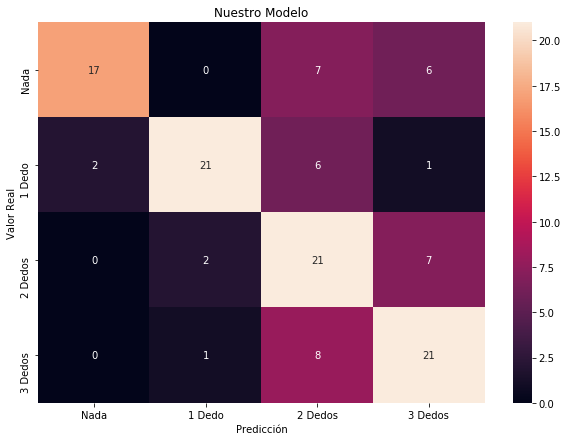 Nuestro Modelo
Nada 17 0 7 6
1 Dedo 2 21 6 1
2 Dedos 0 2 21 7
3 Dedos 0 1 8 21
Nada 1 Dedo 2 Dedos 3 Dedos
Predicción
Valor Real
20.0
17.5
15.0
12.5
10.0
7.5
5.0
2.5
0.0